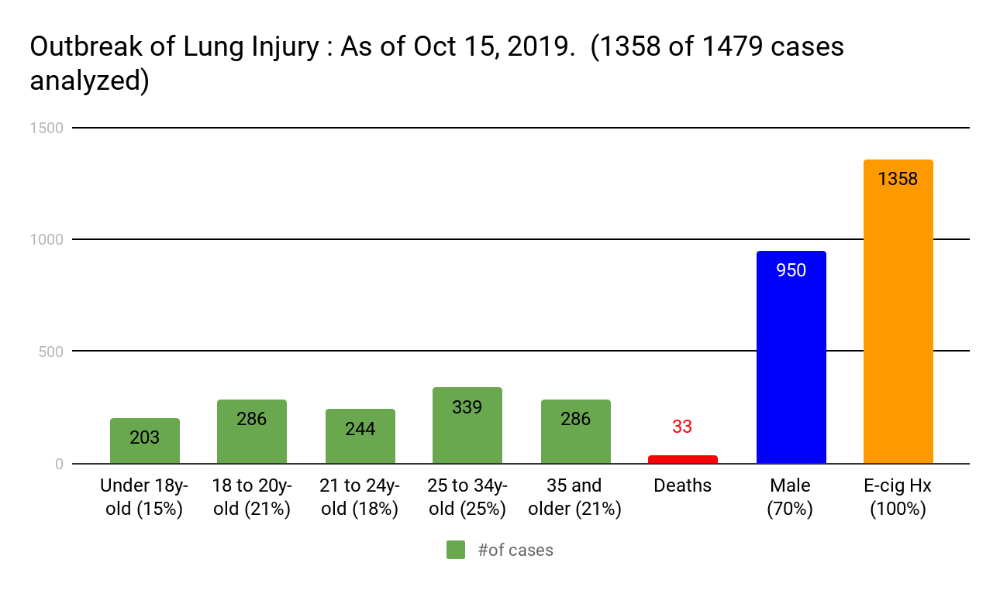 Outbreak of Lung Injury : As of Oct 15, 2019.  (1358 of 1479 cases
analyzed)
1500
1000
500
0
203
286
244
339
286
33
950
1358
Under 18y-
old (15%)
18 to 20y-
old (21%)
21 to 24y-
old (18%)
25 to 34y-
old (25%)
35 and
older (21%)
Deaths
Male
(70%)
E-cig Hx
(100%)
#of cases